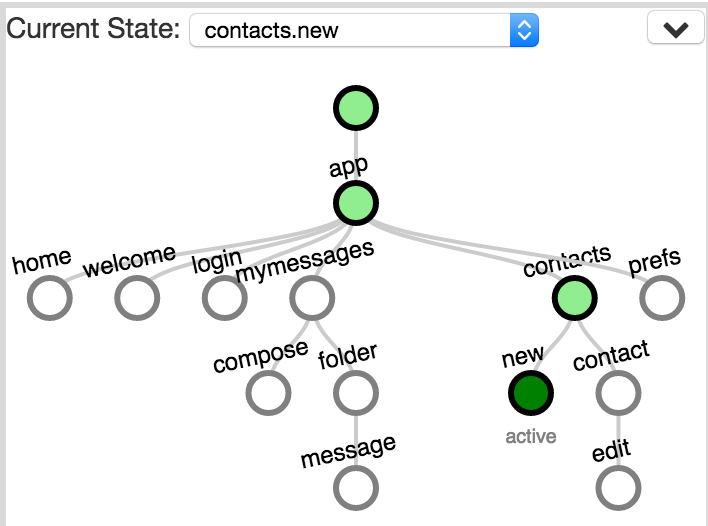 Current State: contacts.new
app
home welcome login mymessages contacts prefs
compose folder new contact
active
message edit